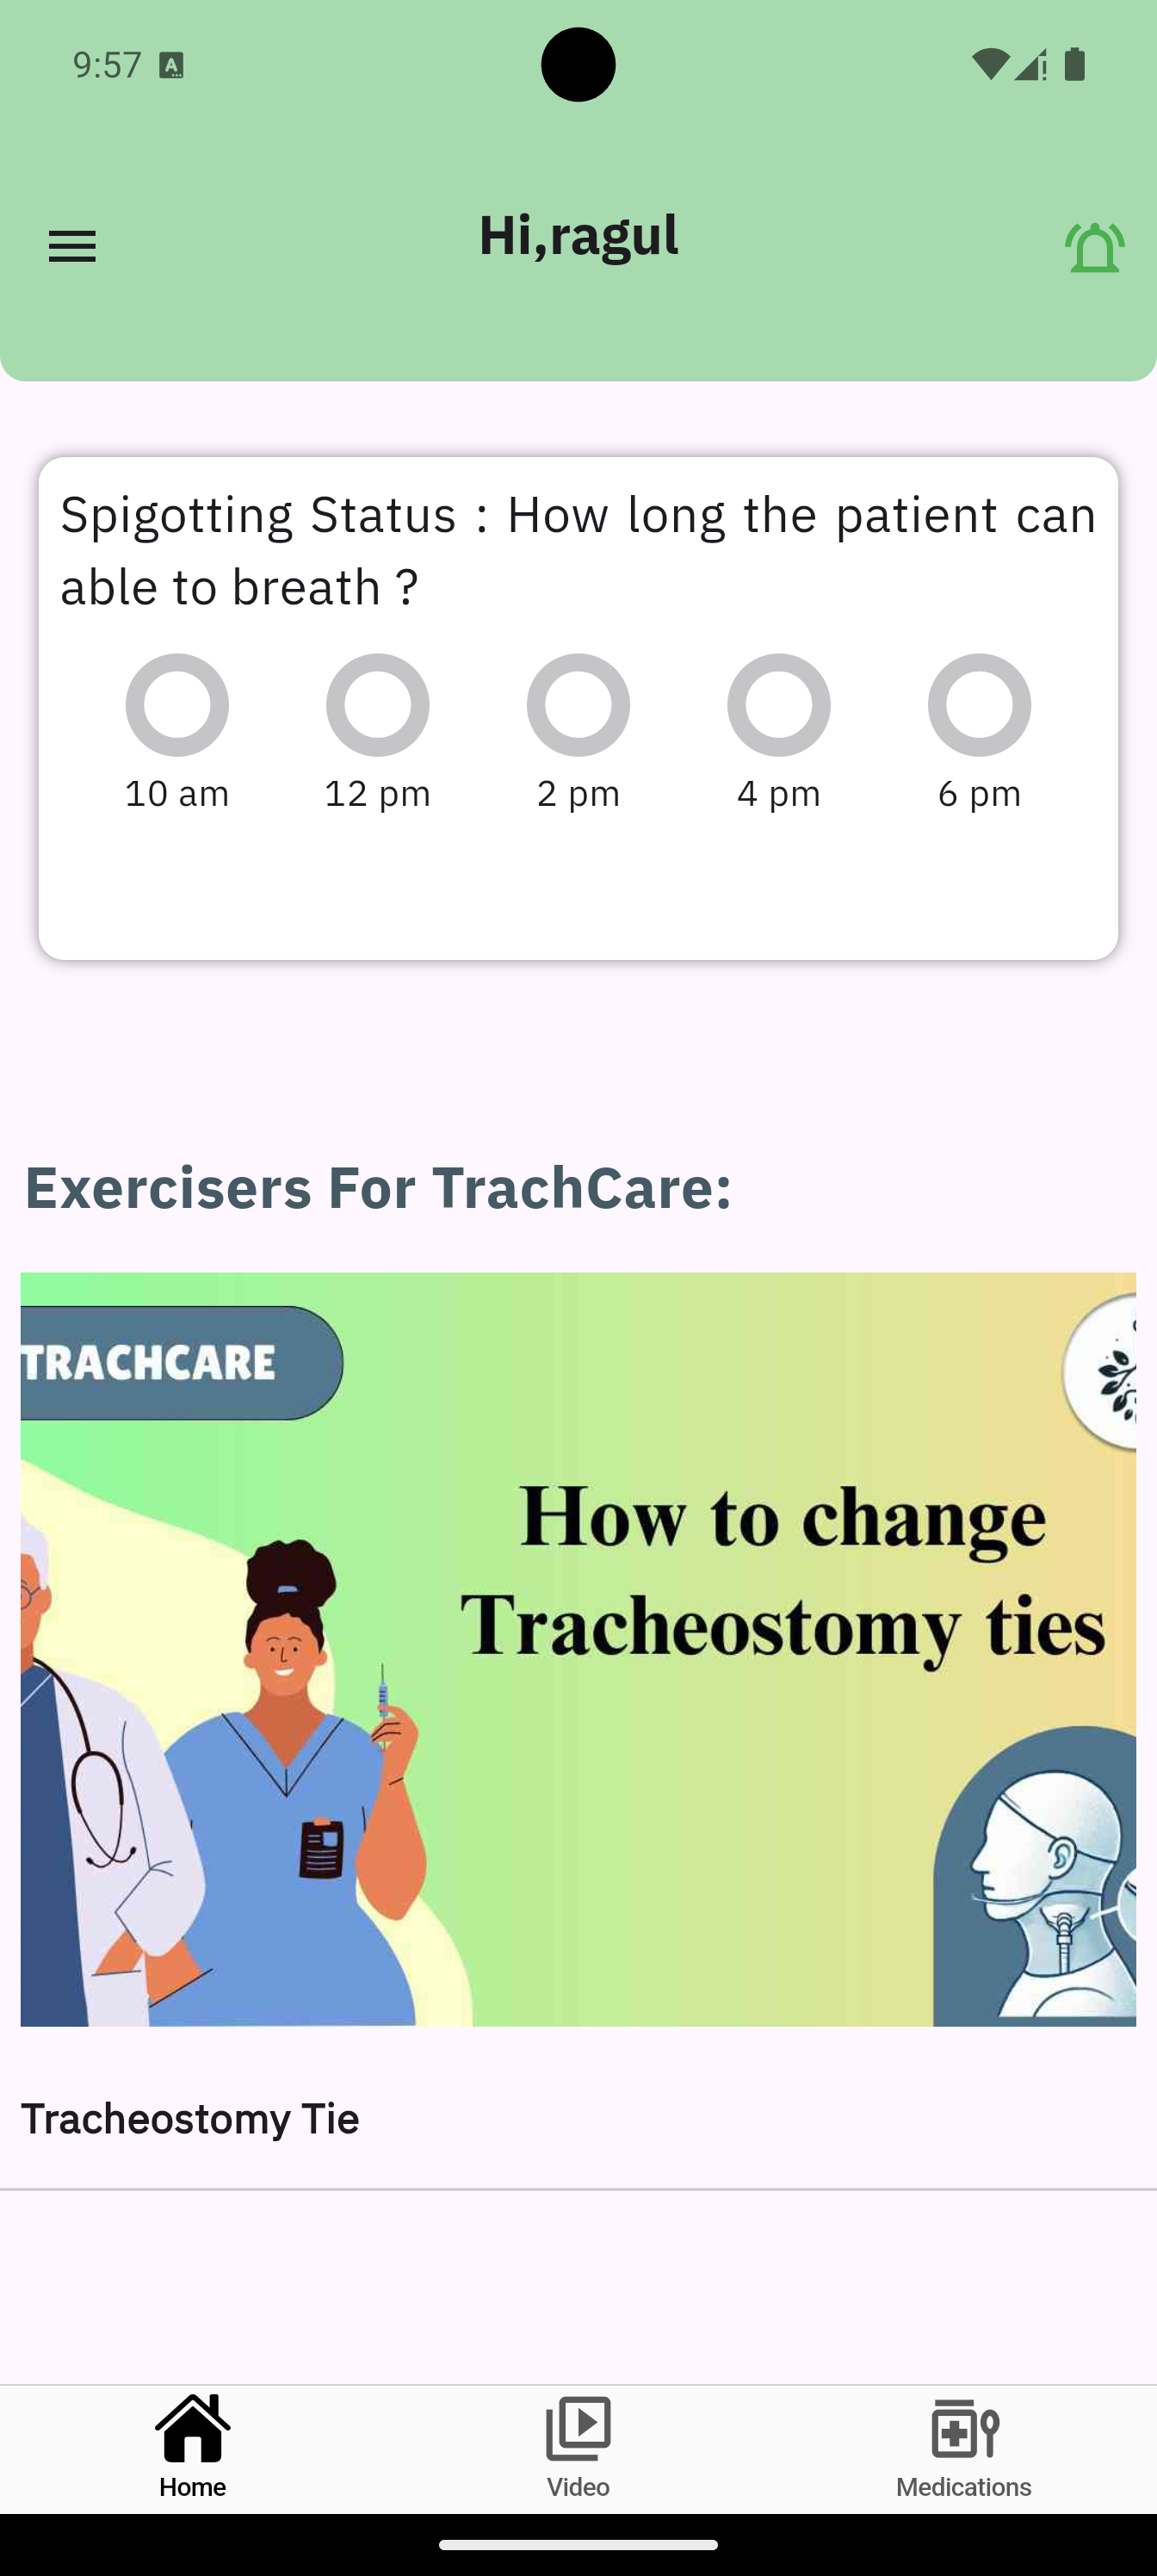 9:57
Hi,ragul
Spigotting Status : How long the patient can
able to breath ?
10 am 12 pm 2 pm 4 pm 6 pm
Exercisers For TrachCare:
TRACHCARE
How to change
Tracheostomy ties
Tracheostomy Tie
Home Video Medications